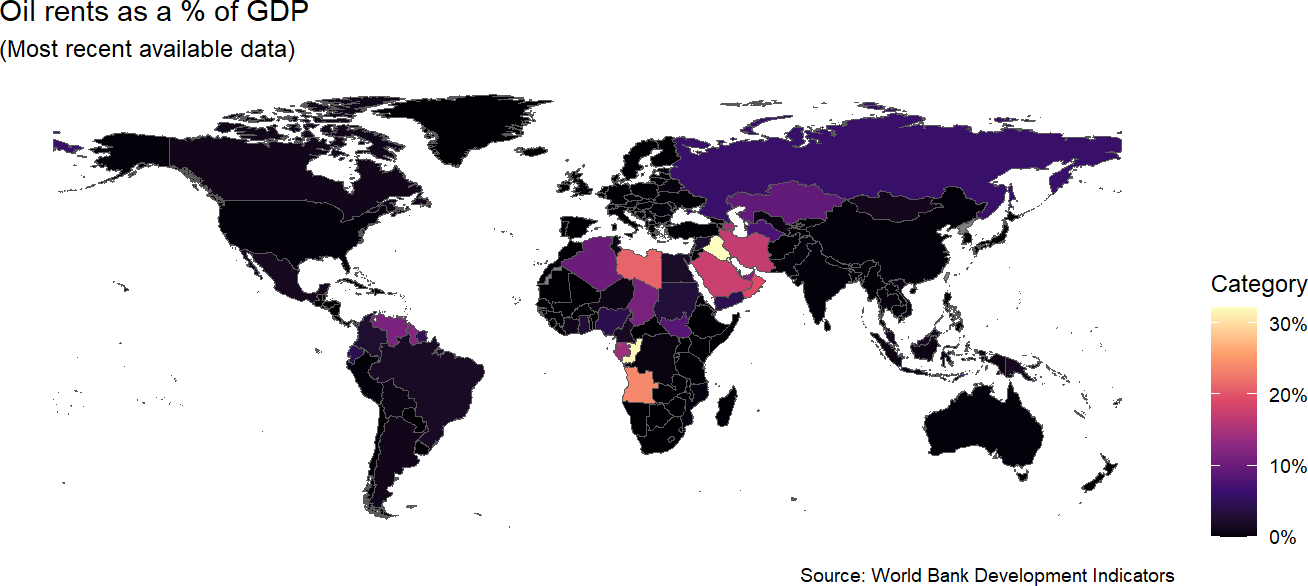 Oil rents as a % of GDP
(Most recent available data)
Category
30%
20%
10%
0%
Source: World Bank Development Indicators